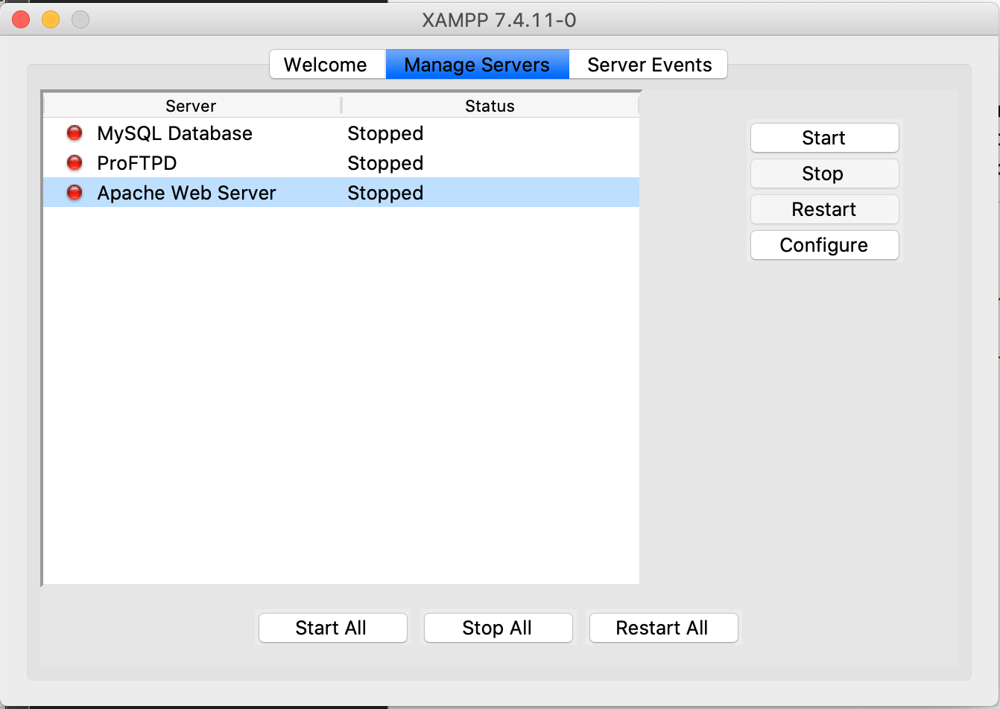 XAMPP 7.4.11-0
Welcome Manage Servers Server Events
Server Status
MySQL Database Stopped
ProFTPD Stopped
Apache Web Server Stopped
Start
Stop
Restart
Configure
Start All Stop All Restart All